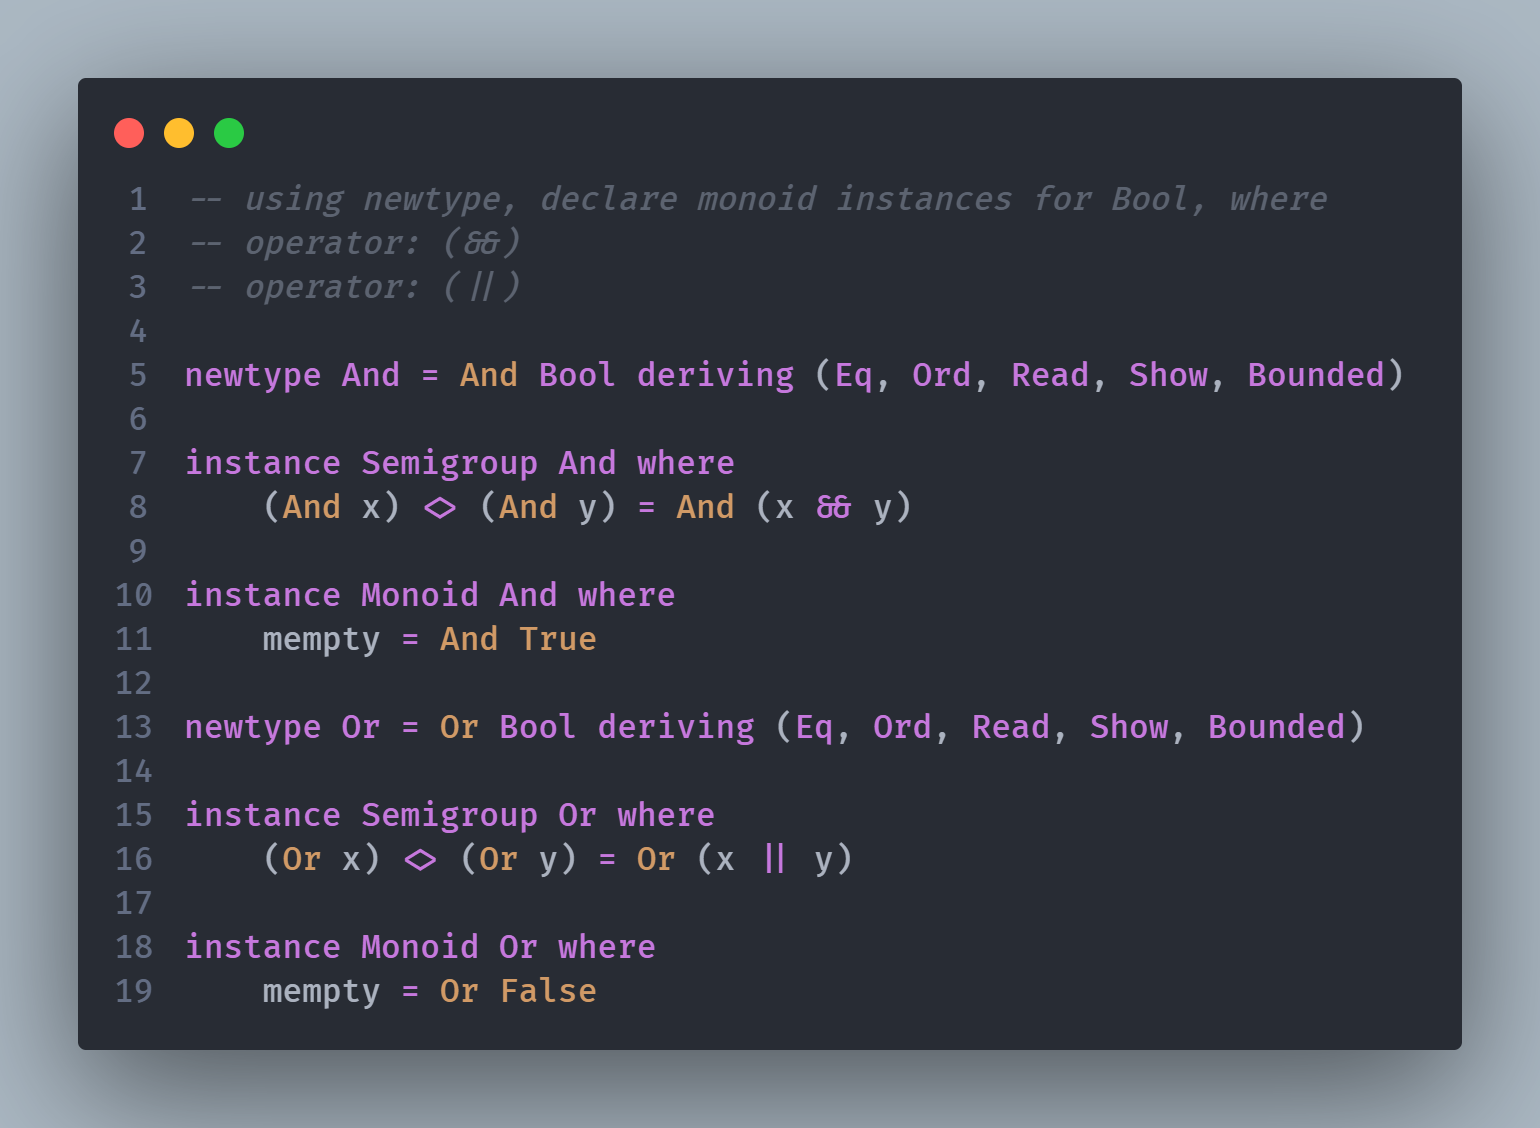 1 -- using newtype, declare monoid instances for Bool, where
2 -- operator: (&&)
3 -- operator: (||)
4
5 newtype And = And Bool deriving (Eq, Ord, Read, Show, Bounded)
6
7 instance Semigroup And where
8     (And x) <> (And y) = And (x && y)
9
10 instance Monoid And where
11     mempty = And True
12
13 newtype Or = Or Bool deriving (Eq, Ord, Read, Show, Bounded)
14
15 instance Semigroup Or where
16     (Or x) <> (Or y) = Or (x || y)
17
18 instance Monoid Or where
19     mempty = Or False